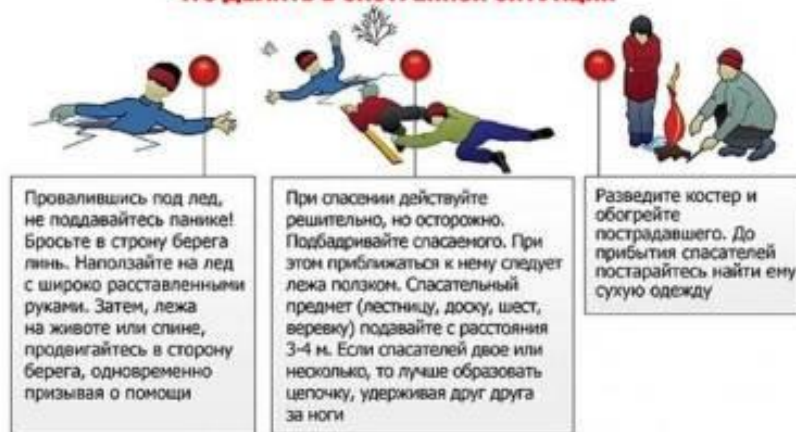 Провалившись под лед,
не поддавайтесь панике!
Бросьте в строну берега
линь. Наползайте на лед
с широко расставленными
руками. Затем, лежа
на животе или спине,
продвигайтесь в сторону
берега, одновременно
призывая о помощи
При спасении действуйте
решительно, но осторожно.
Подбадривайте спасаемого. При
этом приближаться к нему следует
лежа ползком. Спасательный
предмет (лестницу, доску, шест,
веревку) подавайте с расстояния
3-4 м. Если спасателей двое или
несколько, то лучше образовать
цепочку, удерживая друг друга
за ноги
Разведите костер и
обогрейте
пострадавшего. До
прибытия спасателей
постарайтесь найти ему
сухую одежду